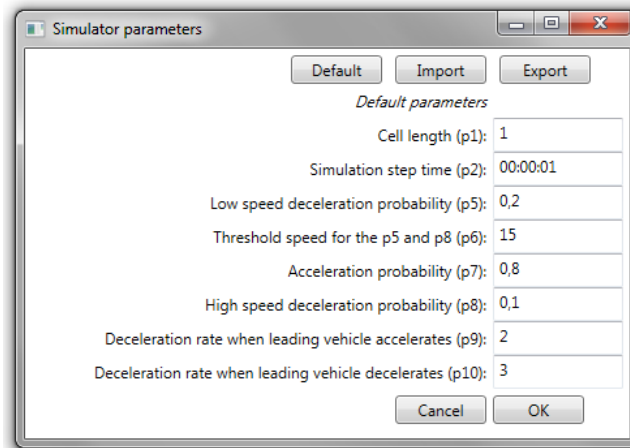 Simulator parameters
Default Import Export
Default parameters
Cell length (p1): 1
Simulation step time (p2): 00:00:01
Low speed deceleration probability (p5): 0,2
Threshold speed for the p5 and p8 (p6): 15
Acceleration probability (p7): 0,8
High speed deceleration probability (p8): 0,1
Deceleration rate when leading vehicle accelerates (p9): 2
Deceleration rate when leading vehicle decelerates (p10): 3
Cancel OK